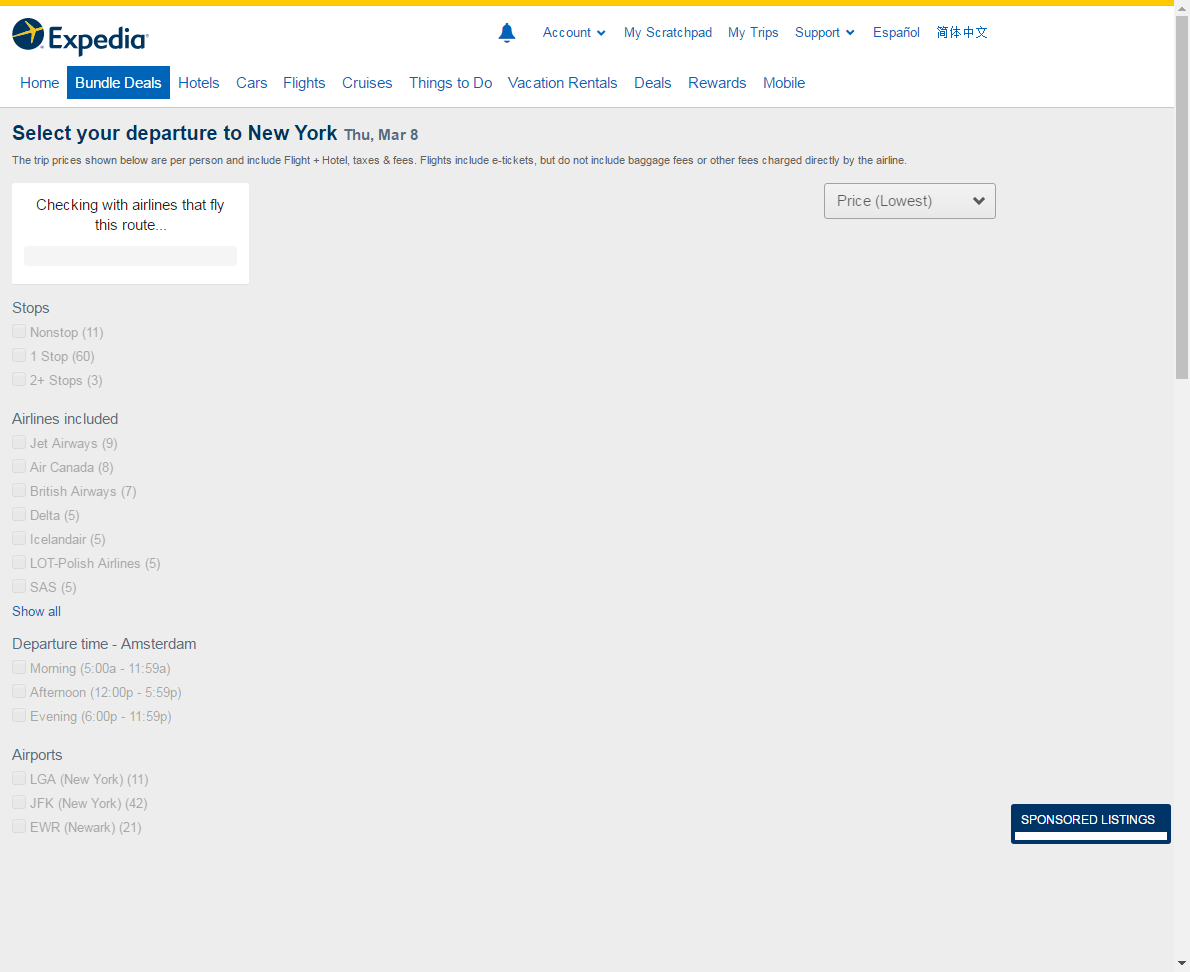 Expedia
Account
My Scratchpad
My Trips
Support
Español
简体中文
Home
Bundle Deals
Hotels
Cars
Flights
Cruises
Things to Do
Vacation Rentals
Deals
Rewards
Mobile
Select your departure to New York Thu, Mar 8
The trip prices shown below are per person and include Flight + Hotel, taxes & fees. Flights include e-tickets, but do not include baggage fees or other fees charged directly by the airline.
Checking with airlines that fly
this route...
Price (Lowest)
Stops
Nonstop (11)
1 Stop (60)
2+ Stops (3)
Airlines included
Jet Airways (9)
Air Canada (8)
British Airways (7)
Delta (5)
Icelandair (5)
LOT-Polish Airlines (5)
SAS (5)
Show all
Departure time - Amsterdam
Morning (5:00a - 11:59a)
Afternoon (12:00p - 5:59p)
Evening (6:00p - 11:59p)
Airports
LGA (New York) (11)
JFK (New York) (42)
EWR (Newark) (21)
SPONSORED LISTINGS